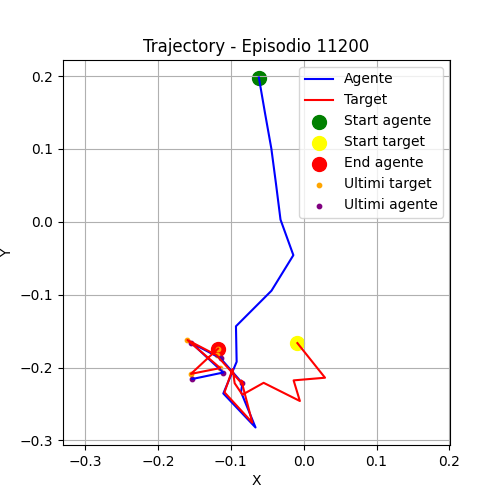 Trajectory - Episodio 11200
Agente
Target
Start agente
Start target
End agente
Ultimi target
Ultimi agente
0.2
0.1
0.0
−0.1
−0.2
−0.3
Y
−0.3
−0.2
−0.1
0.0
0.1
0.2
X